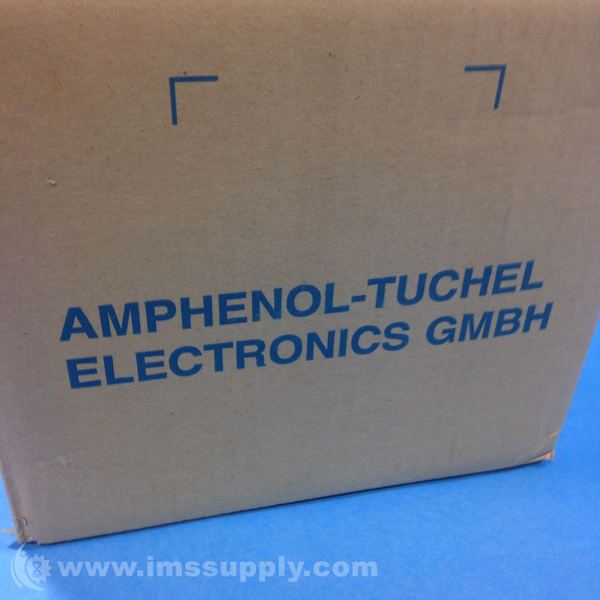 AMPHENOL-TUCHEL
ELECTRONICS GMBH
www.imssupply.com